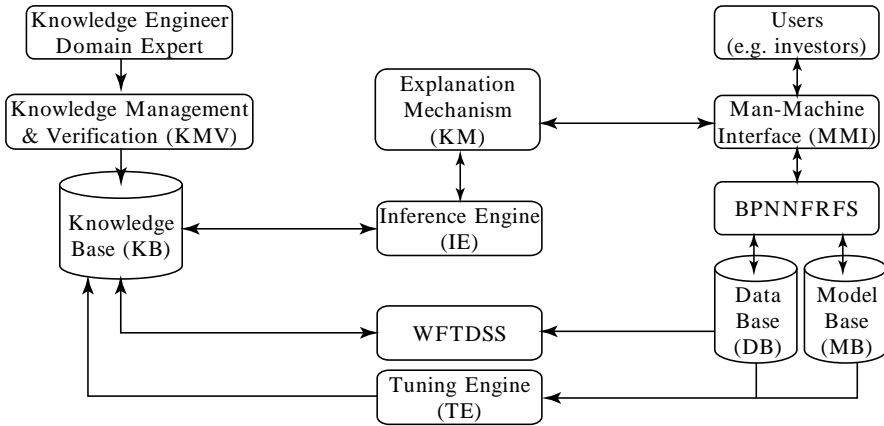 Knowledge Engineer
Domain Expert
Users
(e.g. investors)
Knowledge Management
& Verification (KMV)
Explanation
Mechanism
(KM)
Man-Machine
Interface (MMI)
Knowledge
Base (KB)
Inference Engine
(IE)
BPNNFRFS
WFTDSS
Data
Base
(DB)
Model
Base
(MB)
Tuning Engine
(TE)